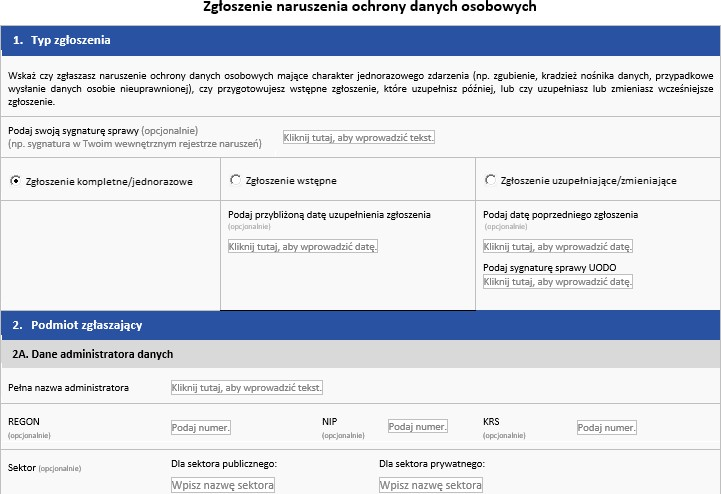 Zgłoszenie naruszenia ochrony danych osobowych
1. Typ zgłoszenia
Wskaż czy zgłaszasz naruszenie ochrony danych osobowych mające charakter jednorazowego zdarzenia (np. zgubienie, kradzież nośnika danych, przypadkowe
wysłanie danych osobie nieuprawnionej), czy przygotowujesz wstępne zgłoszenie, które uzupełnisz później, lub czy uzupełniasz lub zmieniasz wcześniejsze
zgłoszenie.
Podaj swoją sygnaturę sprawy (opcjonalnie)
(np. sygnatura w Twoim wewnętrznym rejestrze naruszeń)
Kliknij tutaj, aby wprowadzić tekst.
Zgłoszenie kompletne/jednorazowe
Zgłoszenie wstępne
Zgłoszenie uzupełniające/zmieniające
Podaj przybliżoną datę uzupełnienia zgłoszenia
(opcjonalnie)
Kliknij tutaj, aby wprowadzić datę.
Podaj datę poprzedniego zgłoszenia
(opcjonalnie)
Kliknij tutaj, aby wprowadzić datę.
Podaj sygnaturę sprawy UODO
Kliknij tutaj, aby wprowadzić datę.
2. Podmiot zgłaszający
2A. Dane administratora danych
Pełna nazwa administratora
Kliknij tutaj, aby wprowadzić tekst.
REGON
(opcjonalnie)
Podaj numer.
NIP
(opcjonalnie)
Podaj numer.
KRS
(opcjonalnie)
Podaj numer.
Sektor (opcjonalnie)
Dla sektora publicznego:
Wpisz nazwę sektora
Dla sektora prywatnego:
Wpisz nazwę sektora